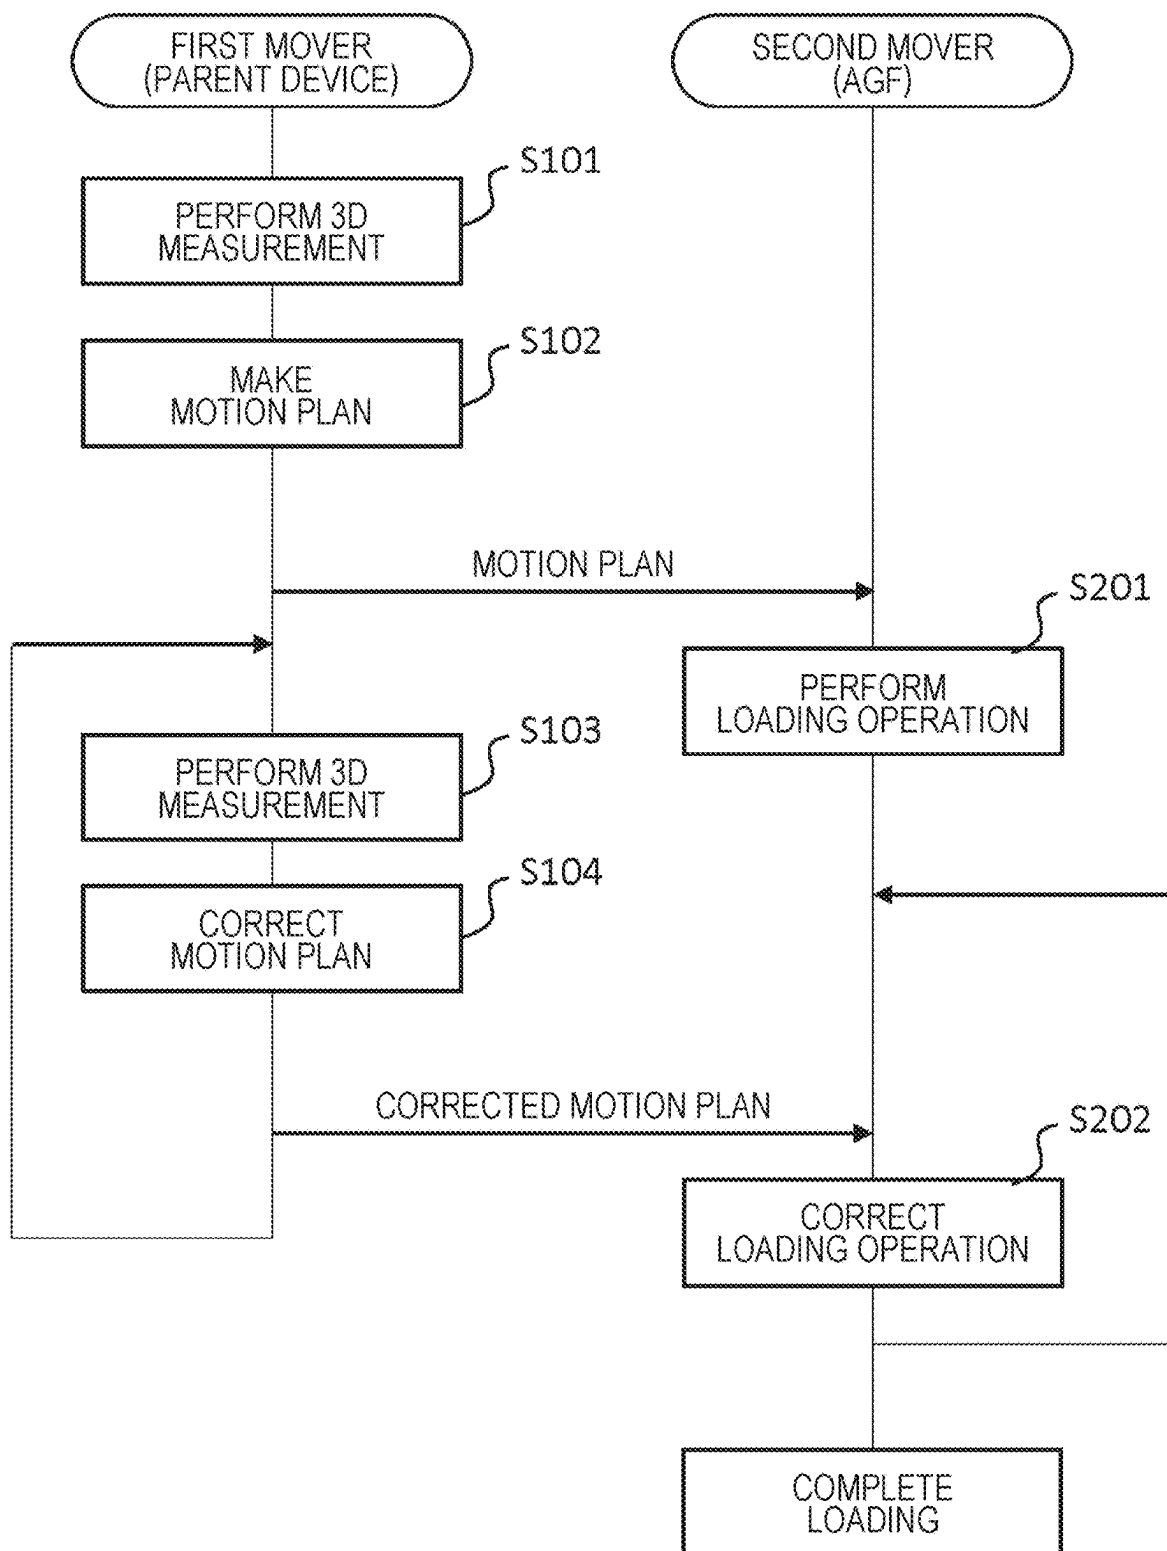 FIRST MOVER
(PARENT DEVICE)
SECOND MOVER
(AGF)
S101
PERFORM 3D
MEASUREMENT
S102
MAKE
MOTION PLAN
MOTION PLAN
S201
PERFORM
LOADING OPERATION
S103
PERFORM 3D
MEASUREMENT
S104
CORRECT
MOTION PLAN
CORRECTED MOTION PLAN
S202
CORRECT
LOADING OPERATION
COMPLETE
LOADING